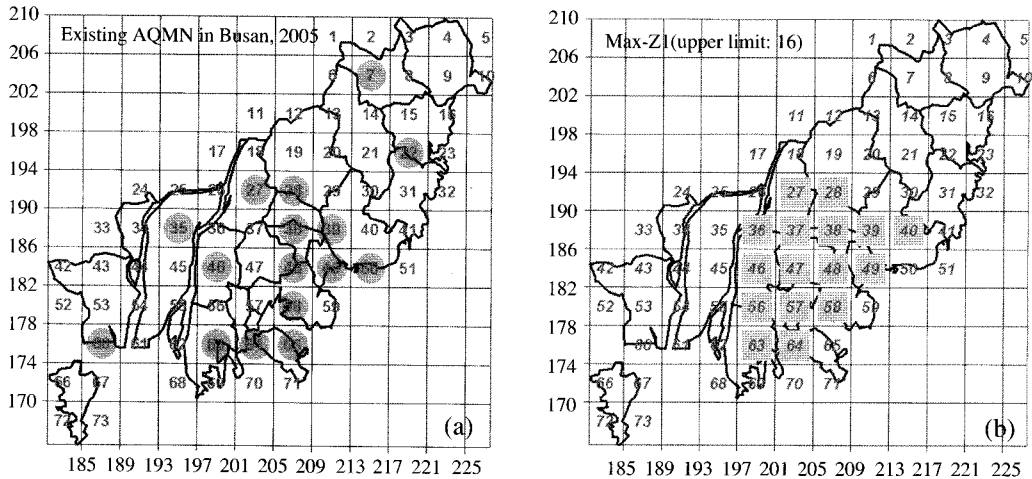 210
Existing AQMN in Busan, 2005
1 2 3 4 5
206
6 7 8 9 10
202
11 12 13 14 15 16
198
17 18 19 20 21 22 23
194
24 25 26 27 28 29 30 31 32
190
33 34 35 36 37 38 39 40 41
186
42 43 44 45 46 47 48 49 50 51
182
52 53 54 55 56 57 58 59
178
60 61 63 65
174
66 67 68 69 70 71
170
72 73
(a)
185 189 193 197 201 205 209 213 217 221 225
210
Max-Z1(upper limit: 16)
1 2 3 4 5
206
6 7 8 9 10
202
11 12 13 14 15 16
198
17 18 19 20 21 22 23
194
24 25 26 27 28 29 30 31 32
190
33 34 35 36 37 38 39 40 41
186
42 43 44 45 46 47 48 49 50 51
182
52 53 54 55 56 57 58 59
178
60 61 63 64 65
174
66 67 68 69 70 71
170
72 73
(b)
185 189 193 197 201 205 209 213 217 221 225